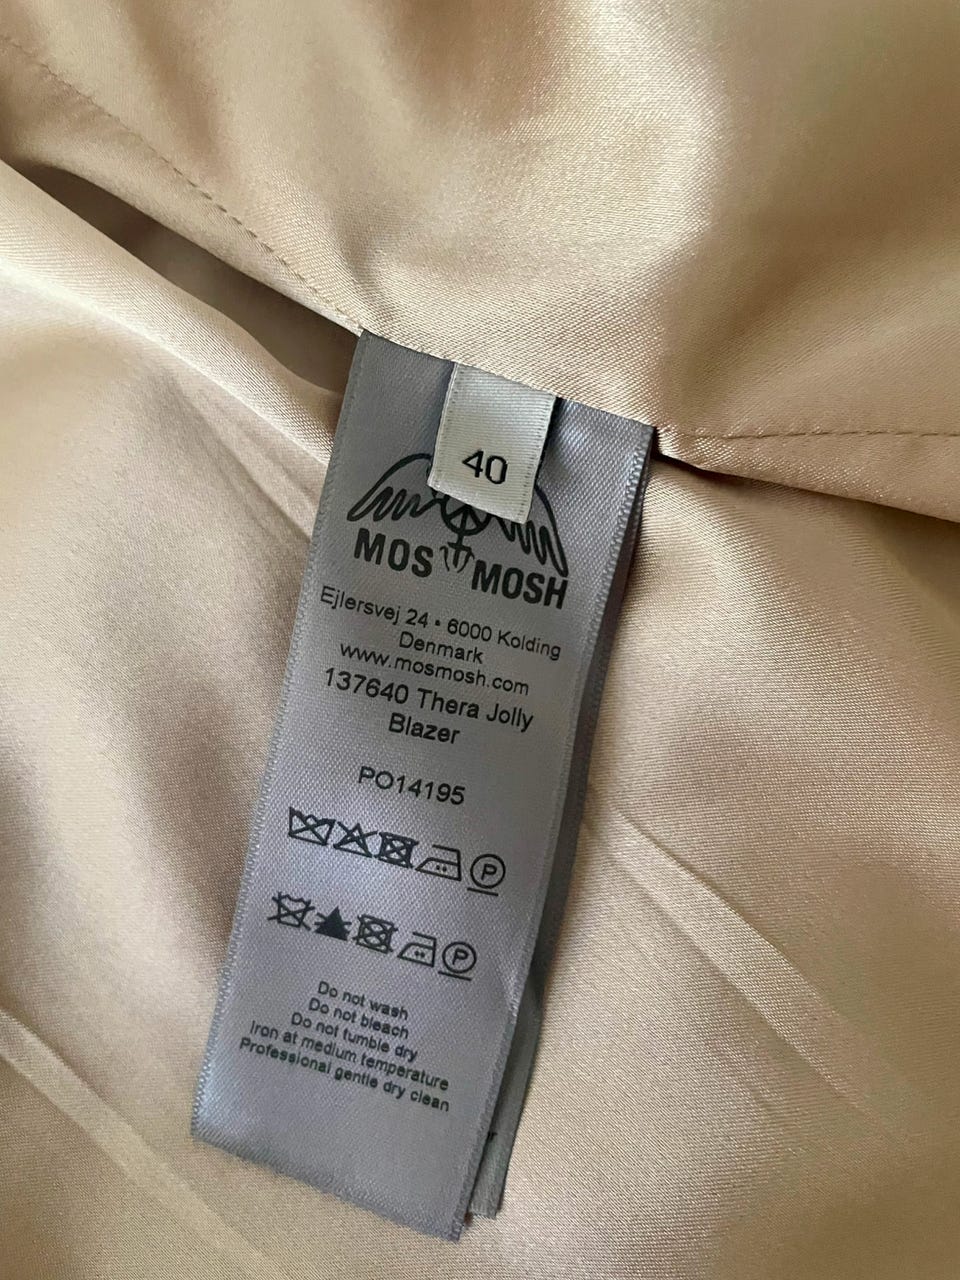 40
MOS MOSH
Ejlersvej 24 • 6000 Kolding
Denmark
www.mosmosh.com
137640 Thera Jolly
Blazer
PO14195
P
P
Do not wash
Do not bleach
Do not tumble dry
Iron at medium temperature
Professional gentle dry clean